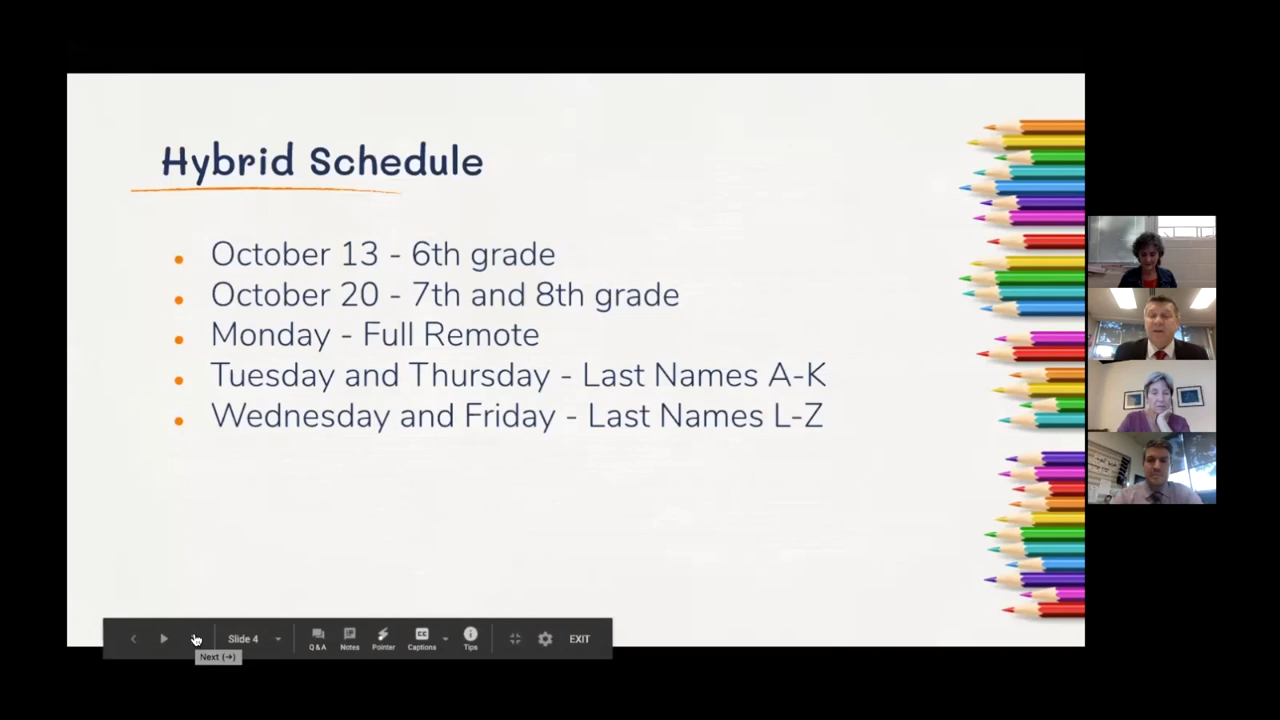 Hybrid Schedule
October 13 - 6th grade
October 20 - 7th and 8th grade
Monday - Full Remote
Tuesday and Thursday - Last Names A-K
Wednesday and Friday - Last Names L-Z
Slide 4
Q & A
Notes
Pointer
CC
Captions
Tips
EXIT
Next (→)